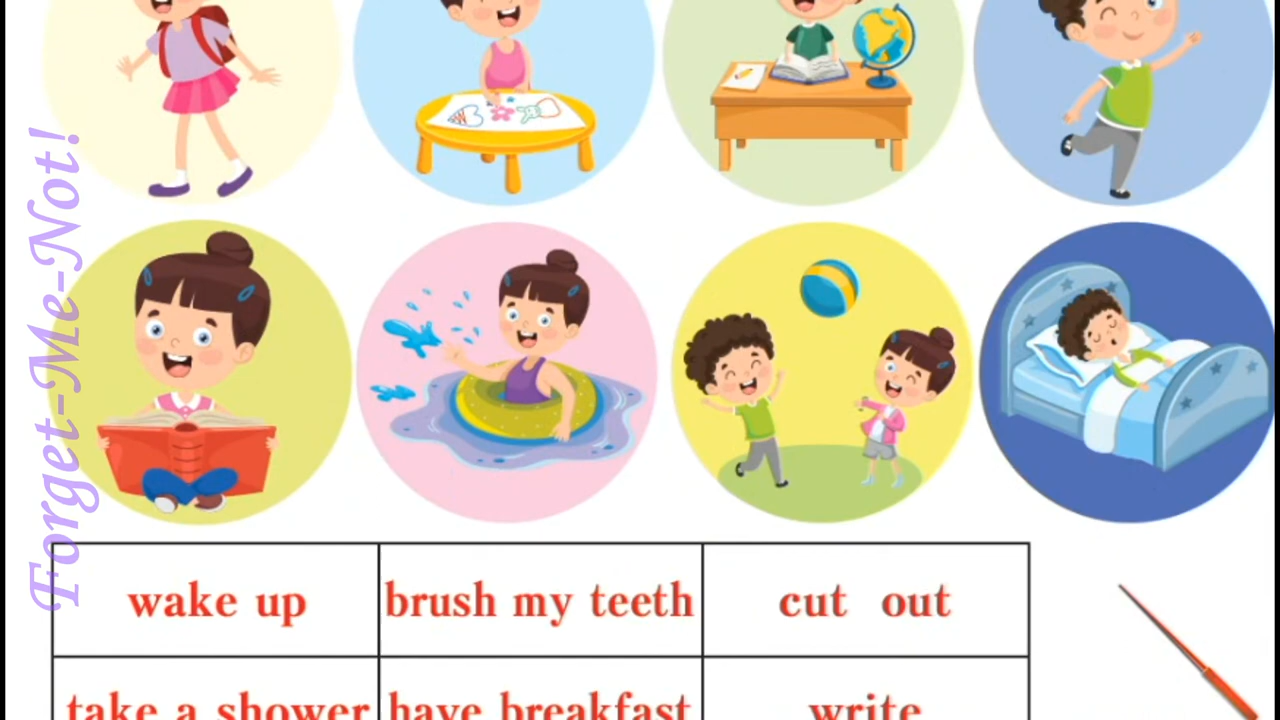 Forget-Me-Not!
wake up
brush my teeth
cut out
take a shower
have breakfast
write